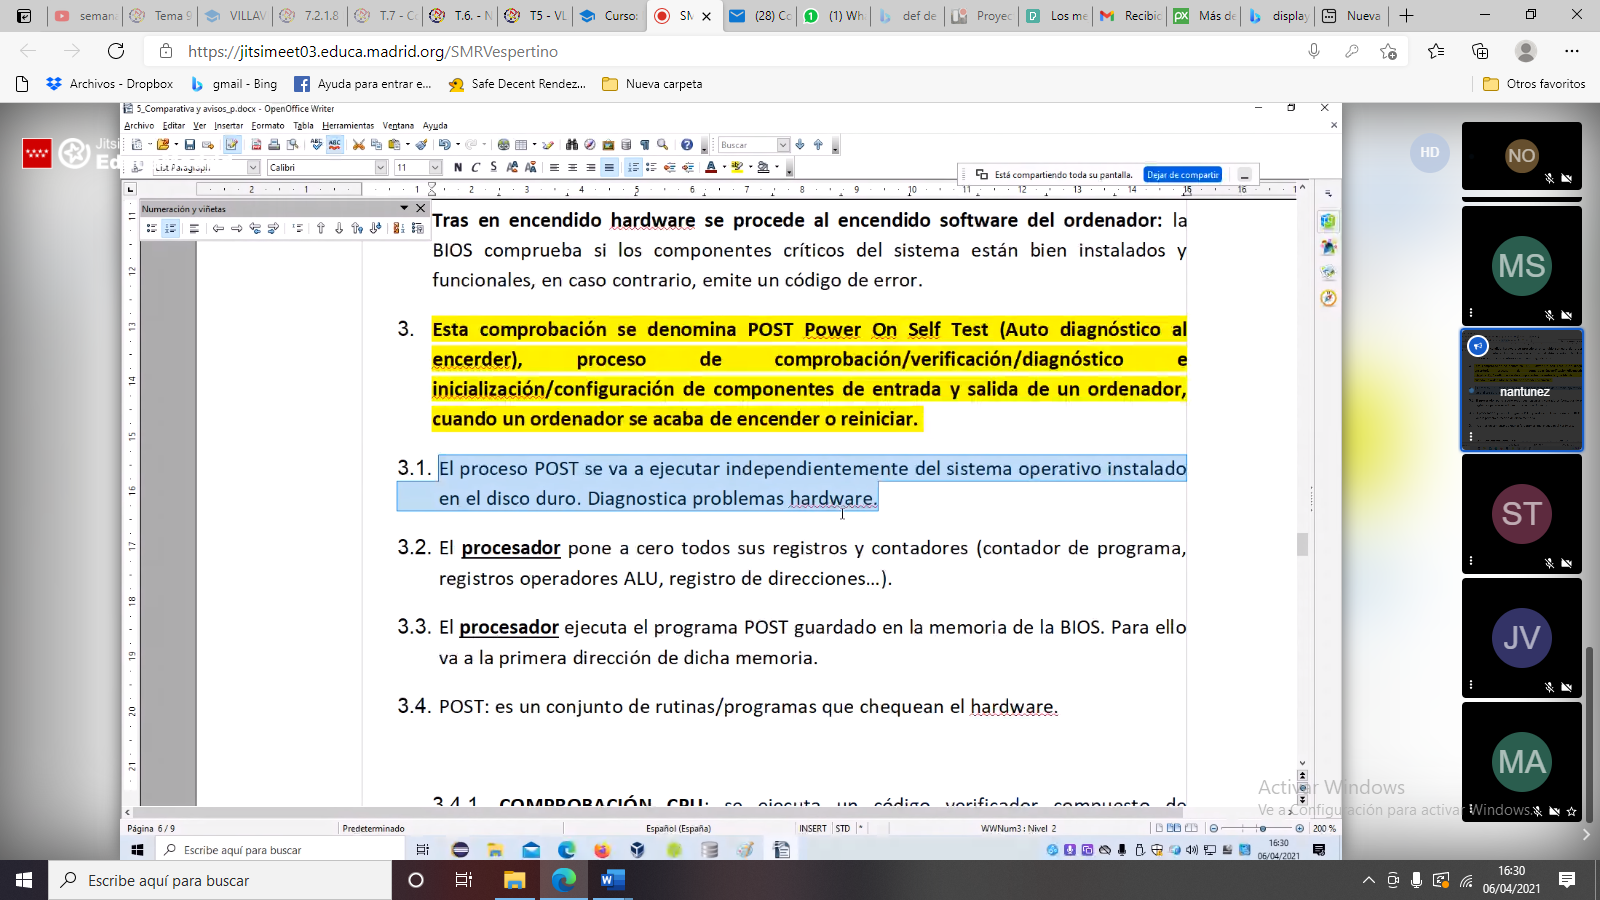 semana
Tema 9
VILLAV
7.2.1.8
T.7 - Co
T.6. - N
T5 - VL
Curso:
SM
(28) Co
(1) Wha
def de
Proyec
Los me
Recibid
Más de
display
Nueva
https://jitsimeet03.educa.madrid.org/SMRVespertino
Archivos - Dropbox
gmail - Bing
Ayuda para entrar e...
Safe Decent Rendez...
Nueva carpeta
Otros favoritos
5_Comparativa y avisos_p.docx - OpenOffice Writer
Archivo Editar Ver Insertar Formato Tabla Herramientas Ventana Ayuda
Buscar
List Paragraph
Calibri
11
N C S
Está compartiendo toda su pantalla.
Dejar de compartir
Numeración y viñetas
Tras en encendido hardware se procede al encendido software del ordenador: la
BIOS comprueba si los componentes críticos del sistema están bien instalados y
funcionales, en caso contrario, emite un código de error.
3. Esta comprobación se denomina POST Power On Self Test (Auto diagnóstico al
encerder), proceso de comprobación/verificación/diagnóstico e
inicialización/configuración de componentes de entrada y salida de un ordenador,
cuando un ordenador se acaba de encender o reiniciar.
3.1. El proceso POST se va a ejecutar independientemente del sistema operativo instalado
en el disco duro. Diagnostica problemas hardware.
3.2. El procesador pone a cero todos sus registros y contadores (contador de programa,
registros operadores ALU, registro de direcciones...).
3.3. El procesador ejecuta el programa POST guardado en la memoria de la BIOS. Para ello
va a la primera dirección de dicha memoria.
3.4. POST: es un conjunto de rutinas/programas que chequean el hardware.
3.4.1. COMPROBACIÓN CPU: se ejecuta un código verificador compuesto de
Página 6 / 9
Predeterminado
Español (España)
INSERT
STD
*
WWNum3 : Nivel 2
200 %
Escribe aquí para buscar
16:30
06/04/2021
HD
NO
MS
nantunez
ST
JV
MA
Activar Windows
Ve a Configuración para activar Windows.
Escribe aquí para buscar
16:30
06/04/2021